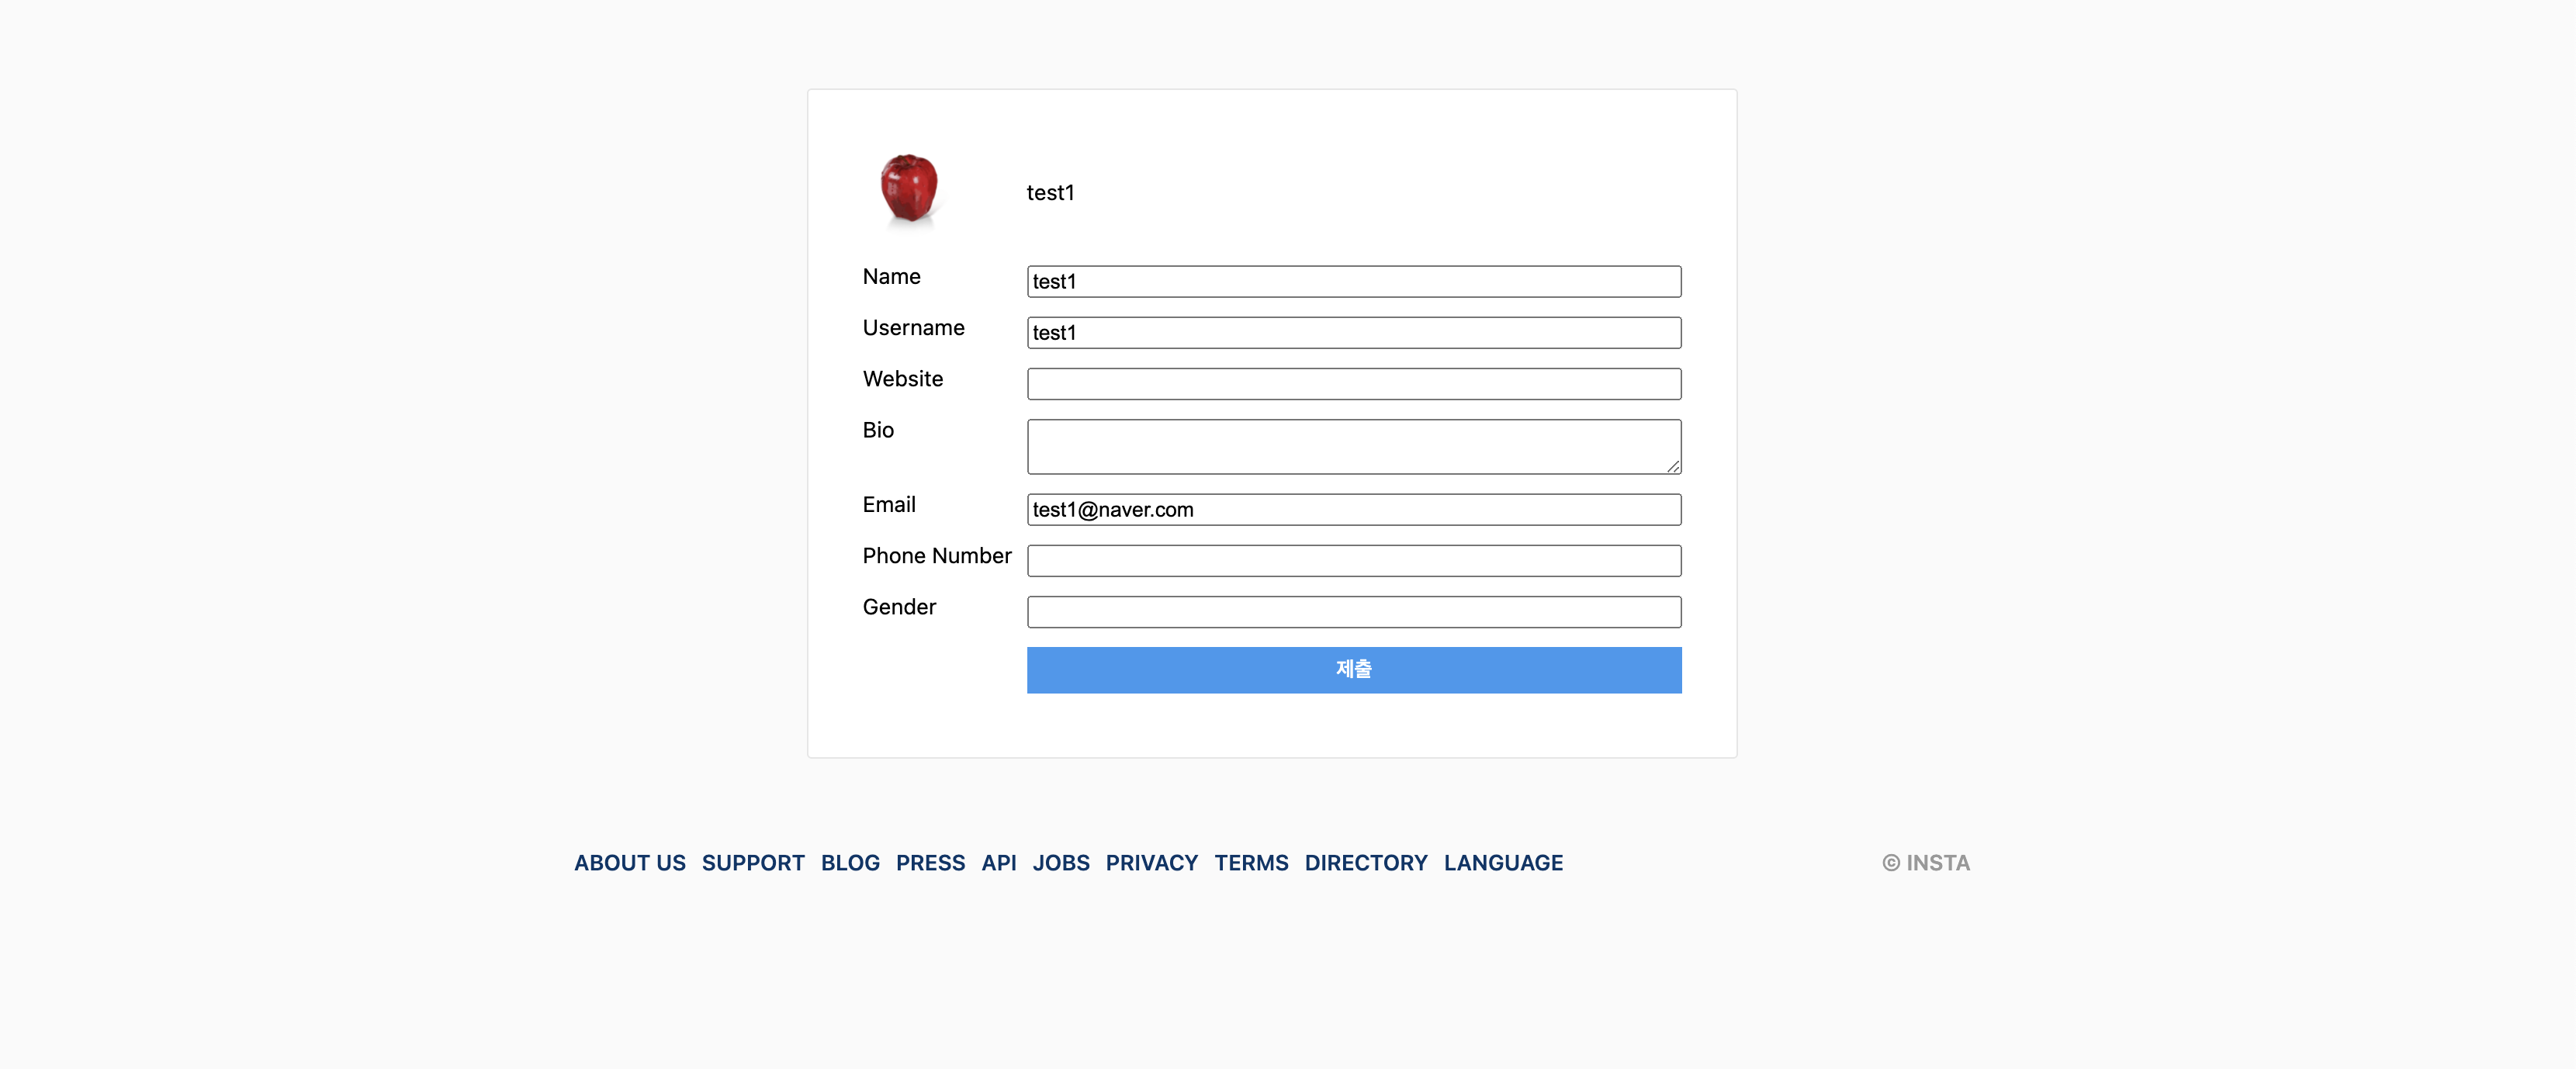 test1
Name test1
Username test1
Website
Bio
Email test1@naver.com
Phone Number
Gender
제출
ABOUT US SUPPORT BLOG PRESS API JOBS PRIVACY TERMS DIRECTORY LANGUAGE © INSTA